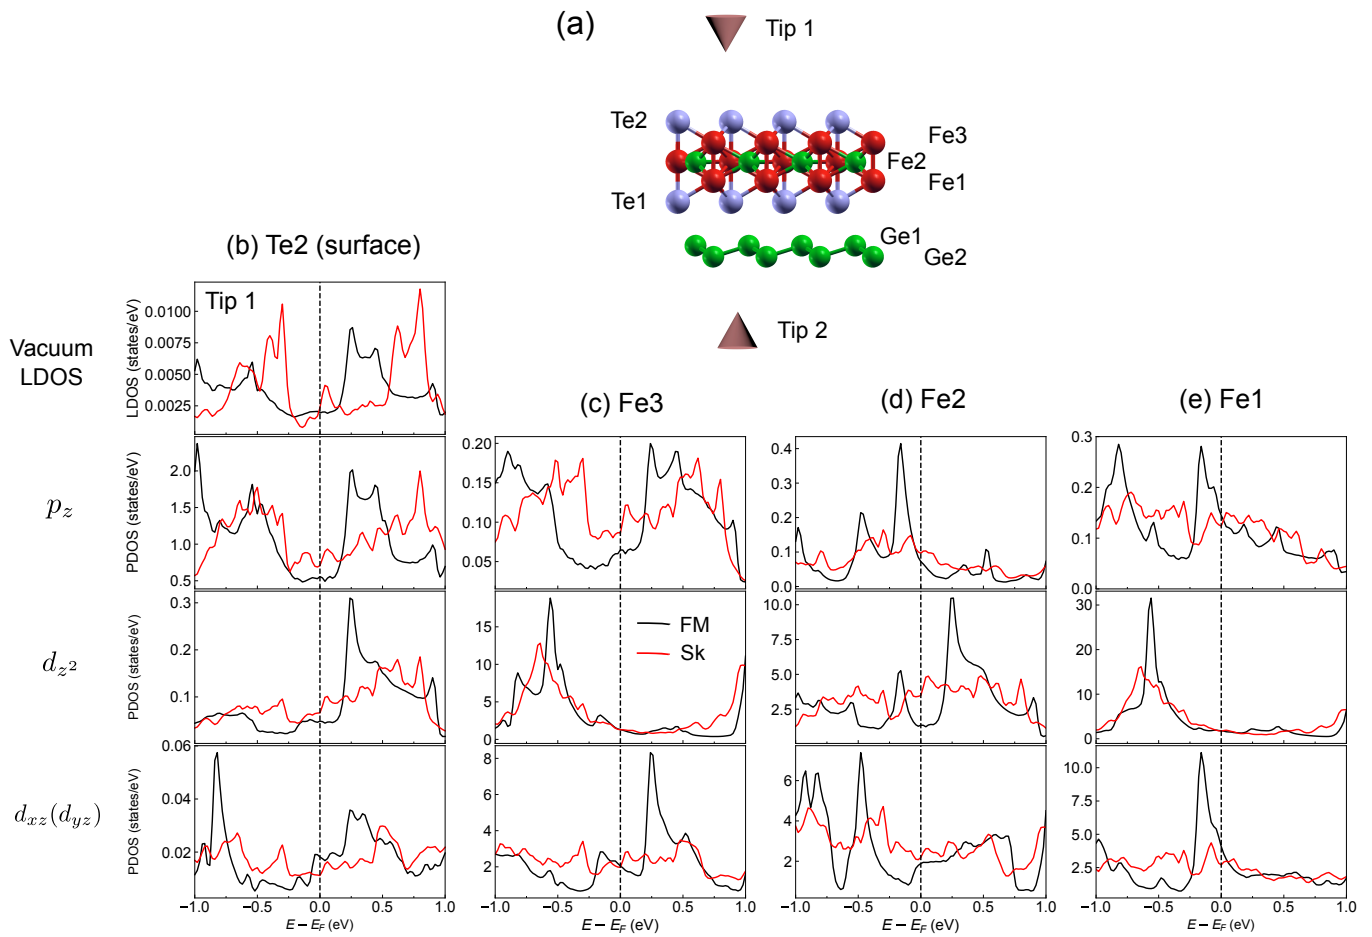 (a)
Tip 1
Te2
Fe3
Fe2
Fe1
Te1
Ge1
Ge2
Tip 2
(b) Te2 (surface)
(c) Fe3
(d) Fe2
(e) Fe1
Vacuum
LDOS
LDOS (states/eV)
0.0100
0.0075
0.0050
0.0025
Tip 1
p_z
PDOS (states/eV)
2.0
1.5
1.0
0.5
0.20
0.15
0.10
0.05
0.4
0.3
0.2
0.1
0.0
0.3
0.2
0.1
0.0
d_{z^2}
PDOS (states/eV)
0.3
0.2
0.1
15
10
5
0
FM
Sk
10.0
7.5
5.0
2.5
30
20
10
0
d_{xz}(d_{yz})
PDOS (states/eV)
0.06
0.04
0.02
8
6
4
2
6
4
2
10.0
7.5
5.0
2.5
−1.0 −0.5 0.0 0.5 1.0
E − E_F (eV)
−1.0 −0.5 0.0 0.5 1.0
E − E_F (eV)
−1.0 −0.5 0.0 0.5 1.0
E − E_F (eV)
−1.0 −0.5 0.0 0.5 1.0
E − E_F (eV)